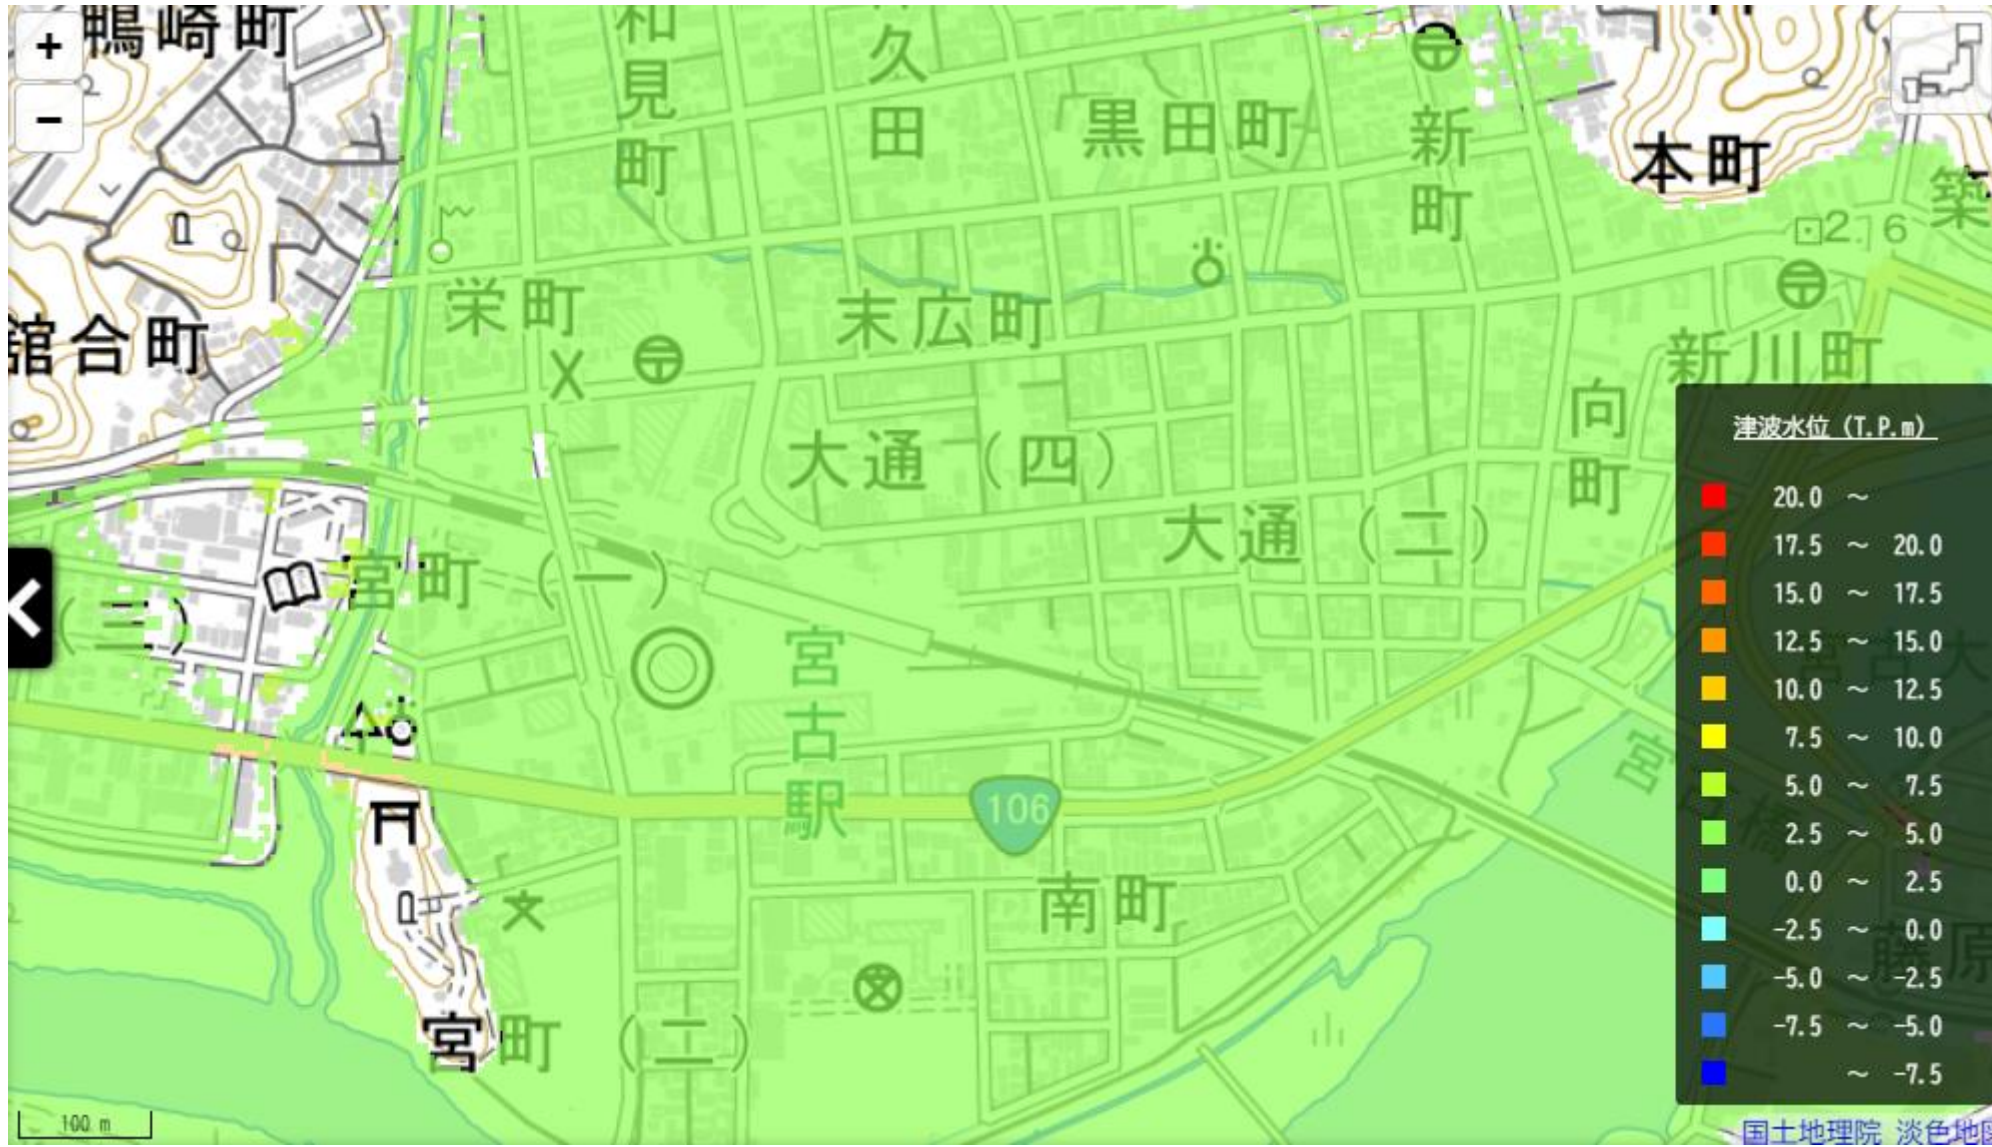 +
−
鴨崎町
和見町
久田
黒田町
新町
本町
築
2.6
栄町
末広町
舘合町
新川町
向町
大通(四)
大通(二)
宮町(一)
(三)
宮古駅
106
南町
宮町(二)
藤原
津波水位 (T.P.m)
20.0 ～
17.5 ～ 20.0
15.0 ～ 17.5
12.5 ～ 15.0
10.0 ～ 12.5
7.5 ～ 10.0
5.0 ～ 7.5
2.5 ～ 5.0
0.0 ～ 2.5
-2.5 ～ 0.0
-5.0 ～ -2.5
-7.5 ～ -5.0
～ -7.5
100 m
国土地理院 淡色地図